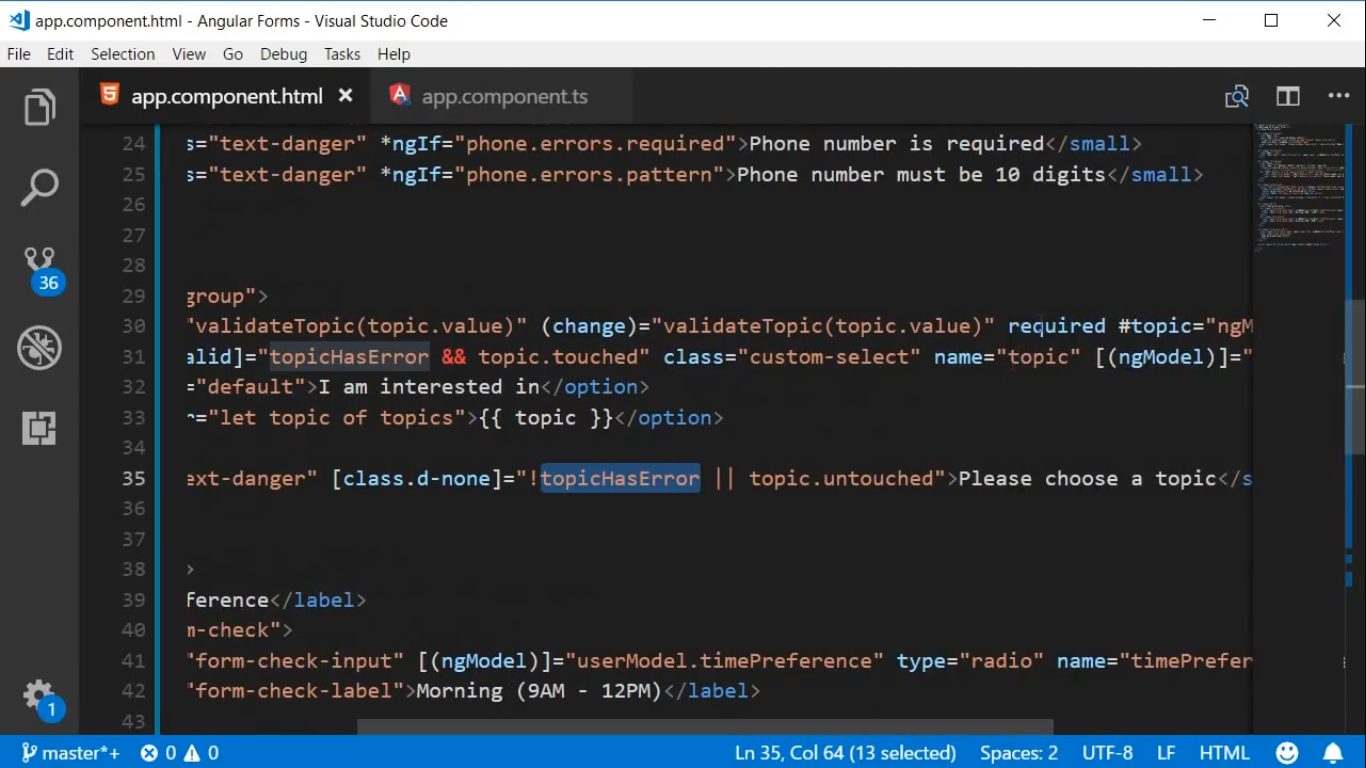 app.component.html - Angular Forms - Visual Studio Code
File Edit Selection View Go Debug Tasks Help
app.component.html app.component.ts
24 s="text-danger" *ngIf="phone.errors.required">Phone number is required</small>
25 s="text-danger" *ngIf="phone.errors.pattern">Phone number must be 10 digits</small>
26
27
28
29 group">
30 "validateTopic(topic.value)" (change)="validateTopic(topic.value)" required #topic="ngM
31 alid]="topicHasError && topic.touched" class="custom-select" name="topic" [(ngModel)]="
32 ="default">I am interested in</option>
33 ="let topic of topics">{{ topic }}</option>
34
35 ext-danger" [class.d-none]="!topicHasError || topic.untouched">Please choose a topic</s
36
37
38 >
39 ference</label>
40 m-check">
41 "form-check-input" [(ngModel)]="userModel.timePreference" type="radio" name="timePrefer
42 "form-check-label">Morning (9AM - 12PM)</label>
43
36
1
master*+ 0 0 Ln 35, Col 64 (13 selected) Spaces: 2 UTF-8 LF HTML